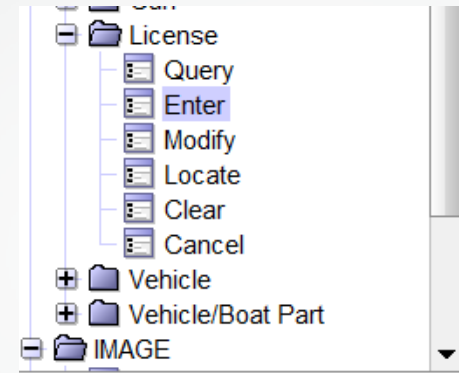 License
Query
Enter
Modify
Locate
Clear
Cancel
Vehicle
Vehicle/Boat Part
IMAGE